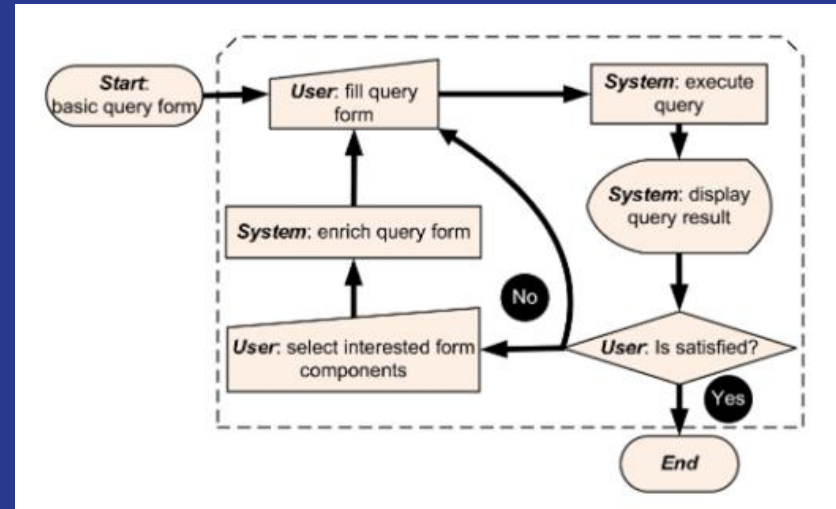 Start:
basic query form
User: fill query
form
System: execute
query
System: display
query result
System: enrich query form
No
User: select interested form
components
User: Is satisfied?
Yes
End